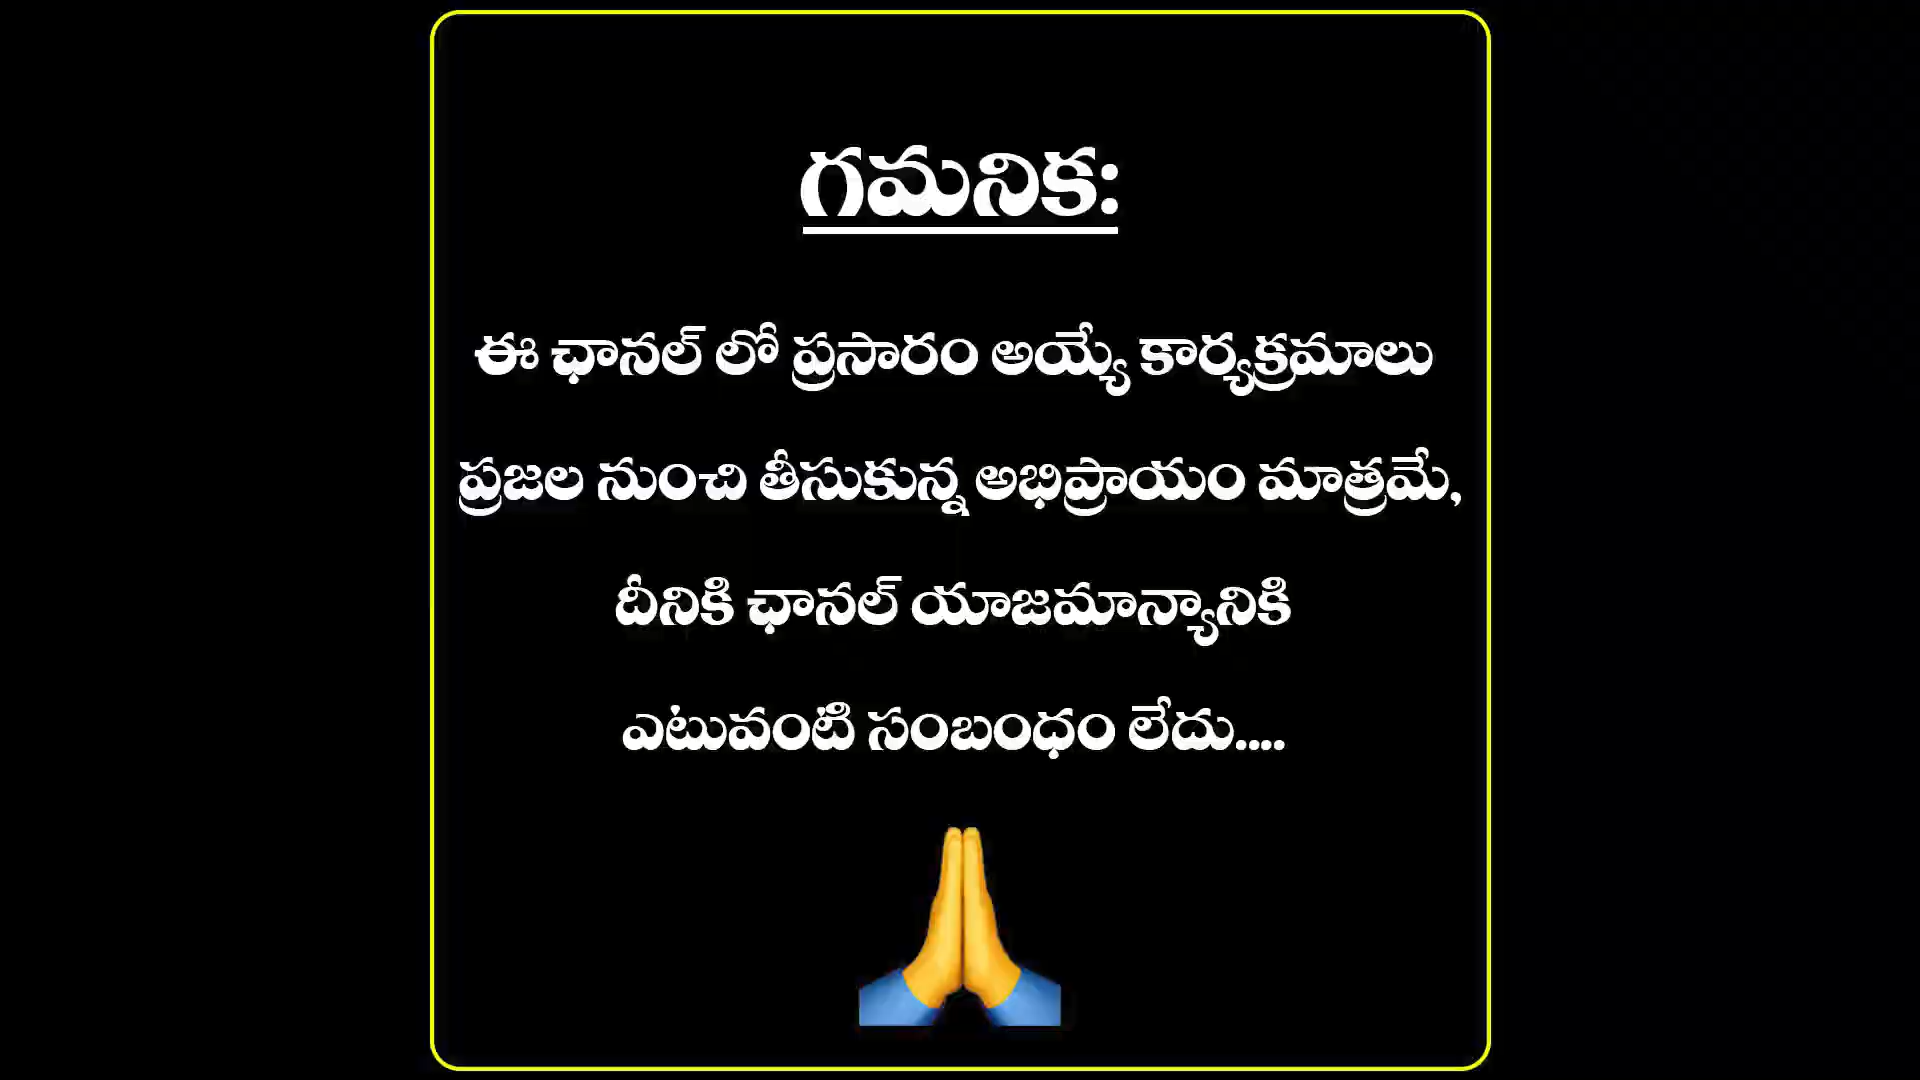 గమనిక:
ఈ ఛానల్ లో ప్రసారం అయ్యే కార్యక్రమాలు
ప్రజల నుంచి తీసుకున్న అభిప్రాయం మాత్రమే,
దీనికి ఛానల్ యాజమాన్యానికి
ఎటువంటి సంబంధం లేదు....